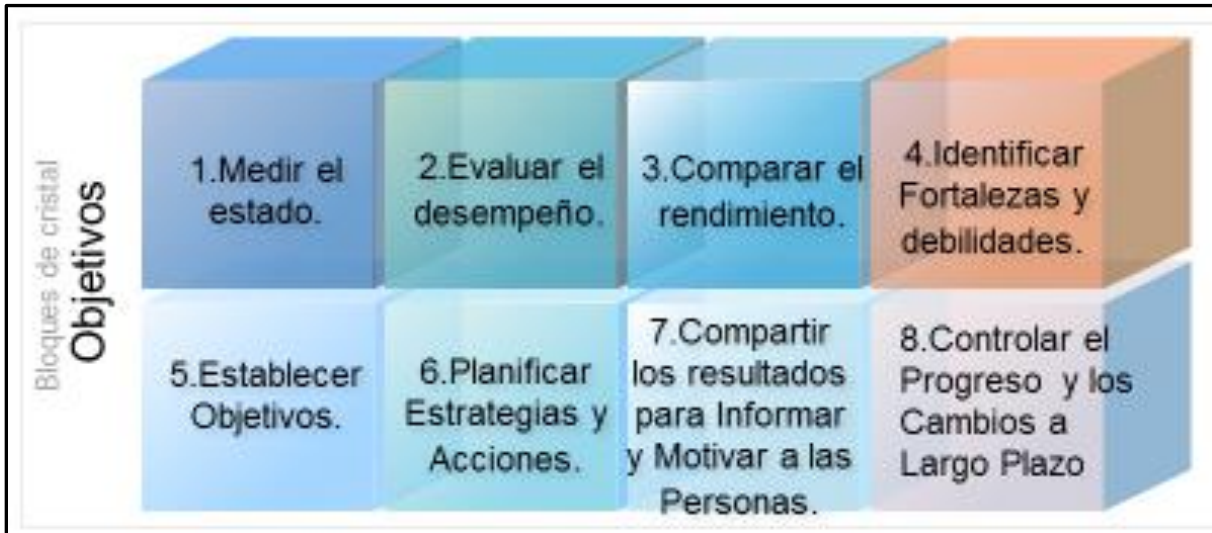 Bloques de cristal
Objetivos
1.Medir el
estado.
2.Evaluar el
desempeño.
3.Comparar el
rendimiento.
4.Identificar
Fortalezas y
debilidades.
5.Establecer
Objetivos.
6.Planificar
Estrategias y
Acciones.
7.Compartir
los resultados
para Informar
y Motivar a las
Personas.
8.Controlar el
Progreso y los
Cambios a
Largo Plazo